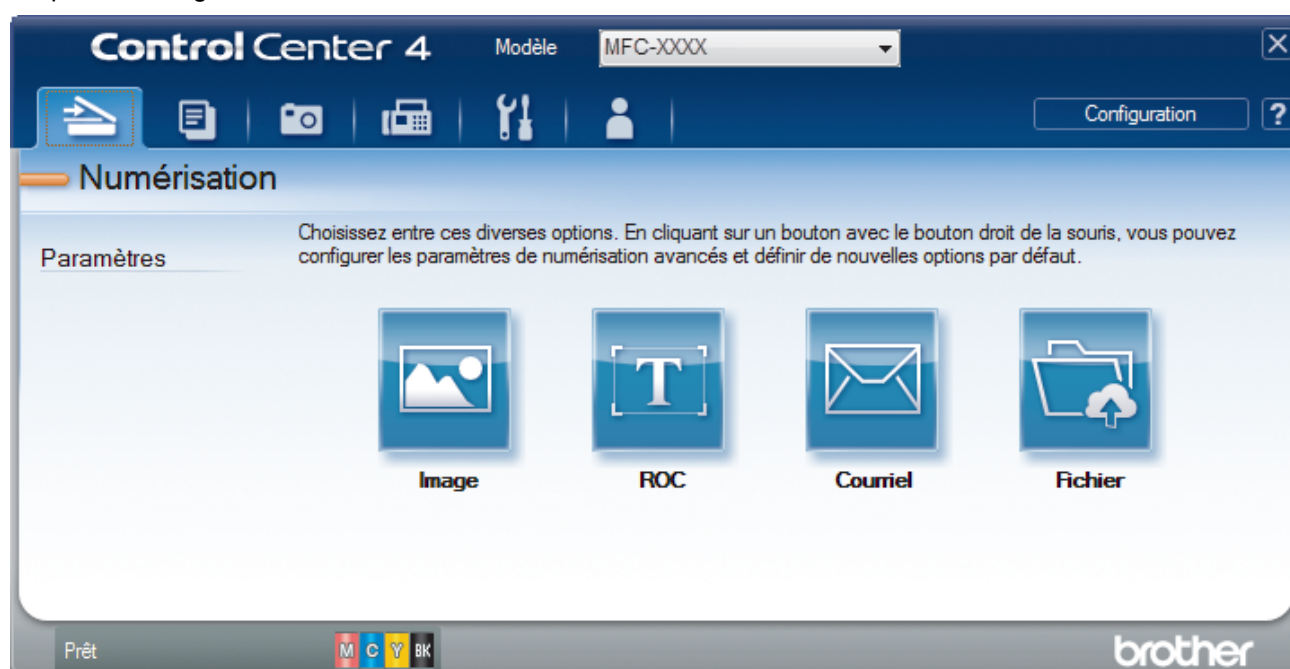 Control Center 4
Modèle
MFC-XXXX
Configuration
?
Numérisation
Paramètres
Choisissez entre ces diverses options. En cliquant sur un bouton avec le bouton droit de la souris, vous pouvez
configurer les paramètres de numérisation avancés et définir de nouvelles options par défaut.
T
Image
ROC
Courriel
Fichier
Prêt
M C Y BK
brother